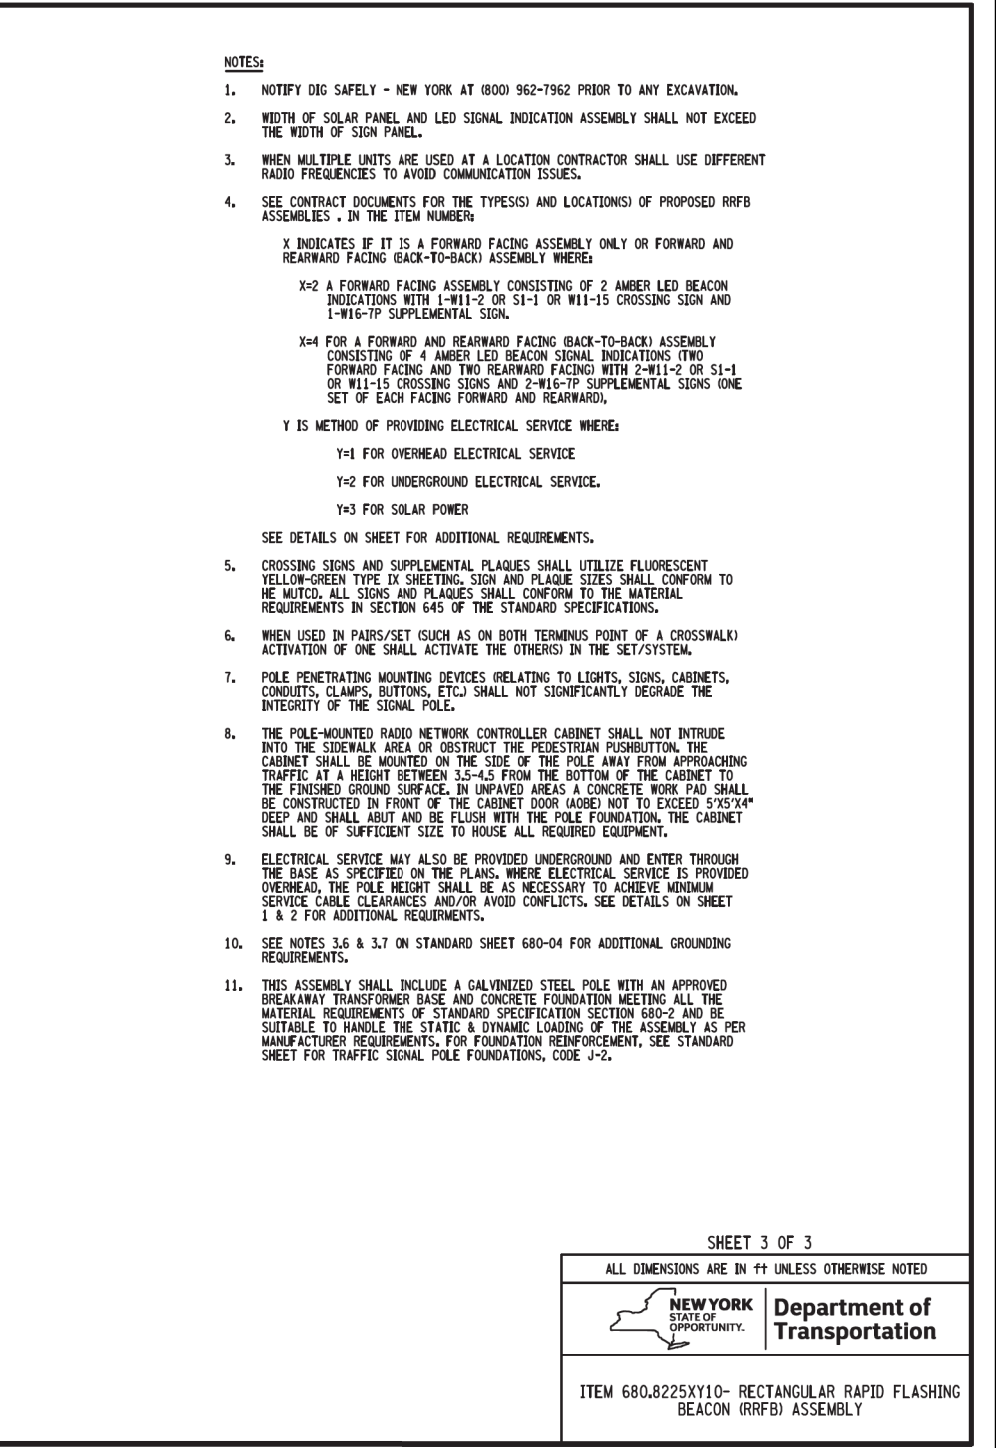 NOTES:
1. NOTIFY DIG SAFELY - NEW YORK AT (800) 962-7962 PRIOR TO ANY EXCAVATION.
2. WIDTH OF SOLAR PANEL AND LED SIGNAL INDICATION ASSEMBLY SHALL NOT EXCEED
THE WIDTH OF SIGN PANEL.
3. WHEN MULTIPLE UNITS ARE USED AT A LOCATION CONTRACTOR SHALL USE DIFFERENT
RADIO FREQUENCIES TO AVOID COMMUNICATION ISSUES.
4. SEE CONTRACT DOCUMENTS FOR THE TYPES(S) AND LOCATION(S) OF PROPOSED RRFB
ASSEMBLIES . IN THE ITEM NUMBER:
X INDICATES IF IT IS A FORWARD FACING ASSEMBLY ONLY OR FORWARD AND
REARWARD FACING (BACK-TO-BACK) ASSEMBLY WHERE:
X=2 A FORWARD FACING ASSEMBLY CONSISTING OF 2 AMBER LED BEACON
INDICATIONS WITH 1-W11-2 OR S1-1 OR W11-15 CROSSING SIGN AND
1-W16-7P SUPPLEMENTAL SIGN.
X=4 FOR A FORWARD AND REARWARD FACING (BACK-TO-BACK) ASSEMBLY
CONSISTING OF 4 AMBER LED BEACON SIGNAL INDICATIONS (TWO
FORWARD FACING AND TWO REARWARD FACING) WITH 2-W11-2 OR S1-1
OR W11-15 CROSSING SIGNS AND 2-W16-7P SUPPLEMENTAL SIGNS (ONE
SET OF EACH FACING FORWARD AND REARWARD),
Y IS METHOD OF PROVIDING ELECTRICAL SERVICE WHERE:
Y=1 FOR OVERHEAD ELECTRICAL SERVICE
Y=2 FOR UNDERGROUND ELECTRICAL SERVICE.
Y=3 FOR SOLAR POWER
SEE DETAILS ON SHEET FOR ADDITIONAL REQUIREMENTS.
5. CROSSING SIGNS AND SUPPLEMENTAL PLAQUES SHALL UTILIZE FLUORESCENT
YELLOW-GREEN TYPE IX SHEETING. SIGN AND PLAQUE SIZES SHALL CONFORM TO
HE MUTCD. ALL SIGNS AND PLAQUES SHALL CONFORM TO THE MATERIAL
REQUIREMENTS IN SECTION 645 OF THE STANDARD SPECIFICATIONS.
6. WHEN USED IN PAIRS/SET (SUCH AS ON BOTH TERMINUS POINT OF A CROSSWALK)
ACTIVATION OF ONE SHALL ACTIVATE THE OTHER(S) IN THE SET/SYSTEM.
7. POLE PENETRATING MOUNTING DEVICES (RELATING TO LIGHTS, SIGNS, CABINETS,
CONDUITS, CLAMPS, BUTTONS, ETC.) SHALL NOT SIGNIFICANTLY DEGRADE THE
INTEGRITY OF THE SIGNAL POLE.
8. THE POLE-MOUNTED RADIO NETWORK CONTROLLER CABINET SHALL NOT INTRUDE
INTO THE SIDEWALK AREA OR OBSTRUCT THE PEDESTRIAN PUSHBUTTON. THE
CABINET SHALL BE MOUNTED ON THE SIDE OF THE POLE AWAY FROM APPROACHING
TRAFFIC AT A HEIGHT BETWEEN 3.5-4.5 FROM THE BOTTOM OF THE CABINET TO
THE FINISHED GROUND SURFACE. IN UNPAVED AREAS A CONCRETE WORK PAD SHALL
BE CONSTRUCTED IN FRONT OF THE CABINET DOOR (AOBE) NOT TO EXCEED 5'X5'X4"
DEEP AND SHALL ABUT AND BE FLUSH WITH THE POLE FOUNDATION. THE CABINET
SHALL BE OF SUFFICIENT SIZE TO HOUSE ALL REQUIRED EQUIPMENT.
9. ELECTRICAL SERVICE MAY ALSO BE PROVIDED UNDERGROUND AND ENTER THROUGH
THE BASE AS SPECIFIED ON THE PLANS. WHERE ELECTRICAL SERVICE IS PROVIDED
OVERHEAD, THE POLE HEIGHT SHALL BE AS NECESSARY TO ACHIEVE MINIMUM
SERVICE CABLE CLEARANCES AND/OR AVOID CONFLICTS. SEE DETAILS ON SHEET
1 & 2 FOR ADDITIONAL REQUIRMENTS.
10. SEE NOTES 3.6 & 3.7 ON STANDARD SHEET 680-04 FOR ADDITIONAL GROUNDING
REQUIREMENTS.
11. THIS ASSEMBLY SHALL INCLUDE A GALVINIZED STEEL POLE WITH AN APPROVED
BREAKAWAY TRANSFORMER BASE AND CONCRETE FOUNDATION MEETING ALL THE
MATERIAL REQUIREMENTS OF STANDARD SPECIFICATION SECTION 680-2 AND BE
SUITABLE TO HANDLE THE STATIC & DYNAMIC LOADING OF THE ASSEMBLY AS PER
MANUFACTURER REQUIREMENTS. FOR FOUNDATION REINFORCEMENT, SEE STANDARD
SHEET FOR TRAFFIC SIGNAL POLE FOUNDATIONS, CODE J-2.
SHEET 3 OF 3
ALL DIMENSIONS ARE IN ft UNLESS OTHERWISE NOTED
NEW YORK
STATE OF
OPPORTUNITY.
Department of
Transportation
ITEM 680.8225XY10- RECTANGULAR RAPID FLASHING
BEACON (RRFB) ASSEMBLY